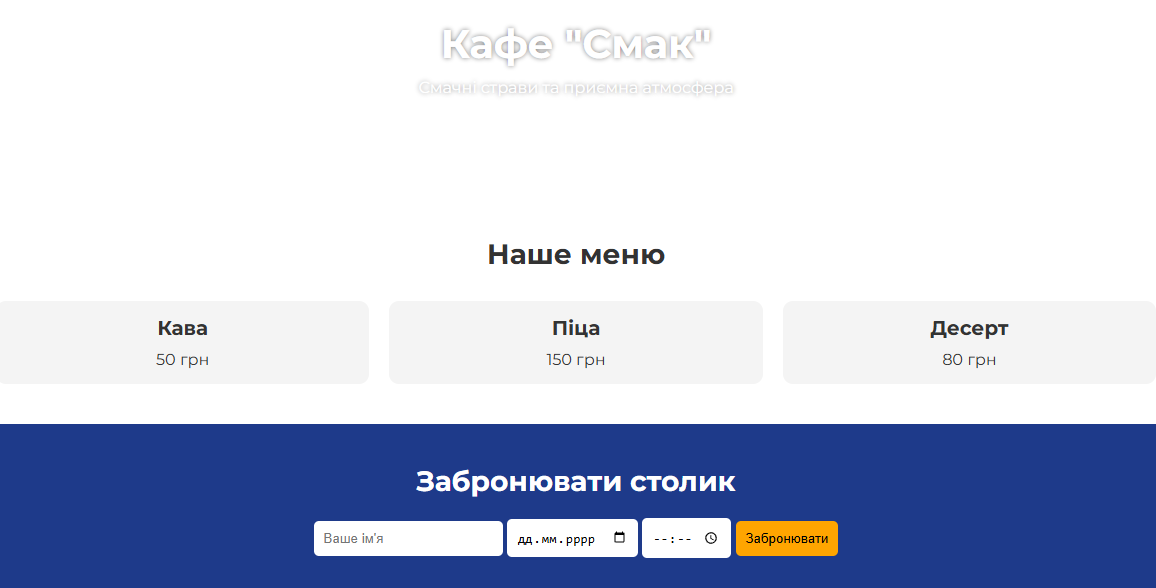 Кафе "Смак"
Смачні страви та приємна атмосфера
Наше меню
Кава
50 грн
Піца
150 грн
Десерт
80 грн
Забронювати столик
Ваше ім'я
дд.мм.рррр
--:--
Забронювати